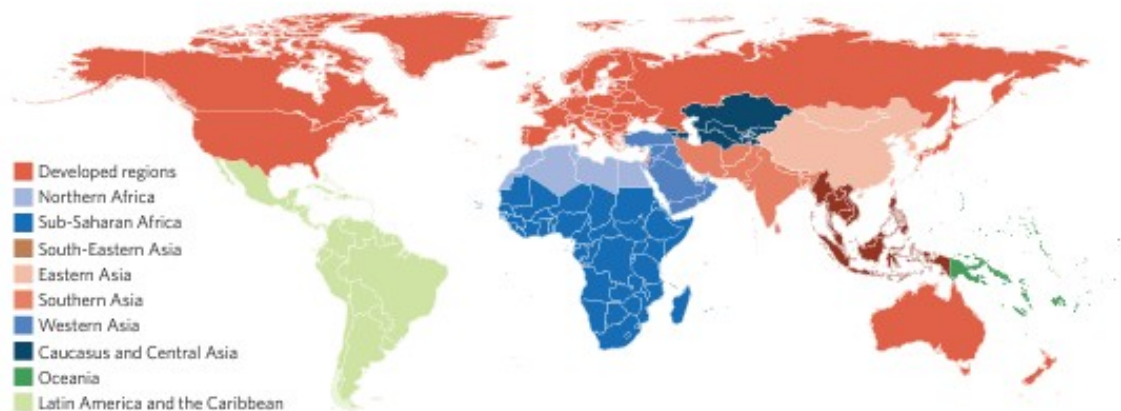 Developed regions
Northern Africa
Sub-Saharan Africa
South-Eastern Asia
Eastern Asia
Southern Asia
Western Asia
Caucasus and Central Asia
Oceania
Latin America and the Caribbean